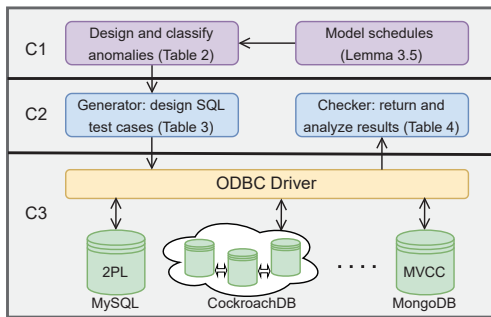 C1
Design and classify
anomalies (Table 2)
Model schedules
(Lemma 3.5)
C2
Generator: design SQL
test cases (Table 3)
Checker: return and
analyze results (Table 4)
C3
ODBC Driver
2PL
MySQL
CockroachDB
. . . .
MVCC
MongoDB